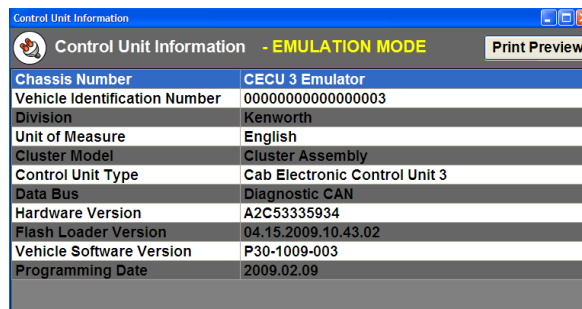 Control Unit Information
Control Unit Information - EMULATION MODE Print Preview
Chassis Number CECU 3 Emulator
Vehicle Identification Number 00000000000000003
Division Kenworth
Unit of Measure English
Cluster Model Cluster Assembly
Control Unit Type Cab Electronic Control Unit 3
Data Bus Diagnostic CAN
Hardware Version A2C53335934
Flash Loader Version 04.15.2009.10.43.02
Vehicle Software Version P30-1009-003
Programming Date 2009.02.09